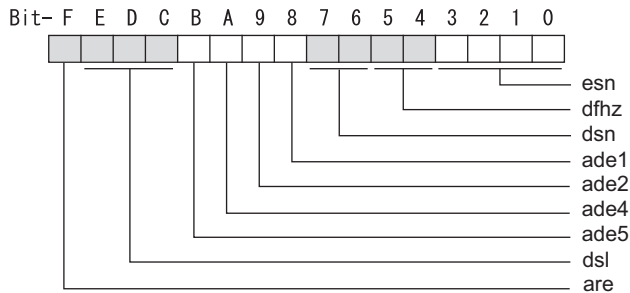 Bit- F E D C B A 9 8 7 6 5 4 3 2 1 0
esn
dfhz
dsn
ade1
ade2
ade4
ade5
dsl
are